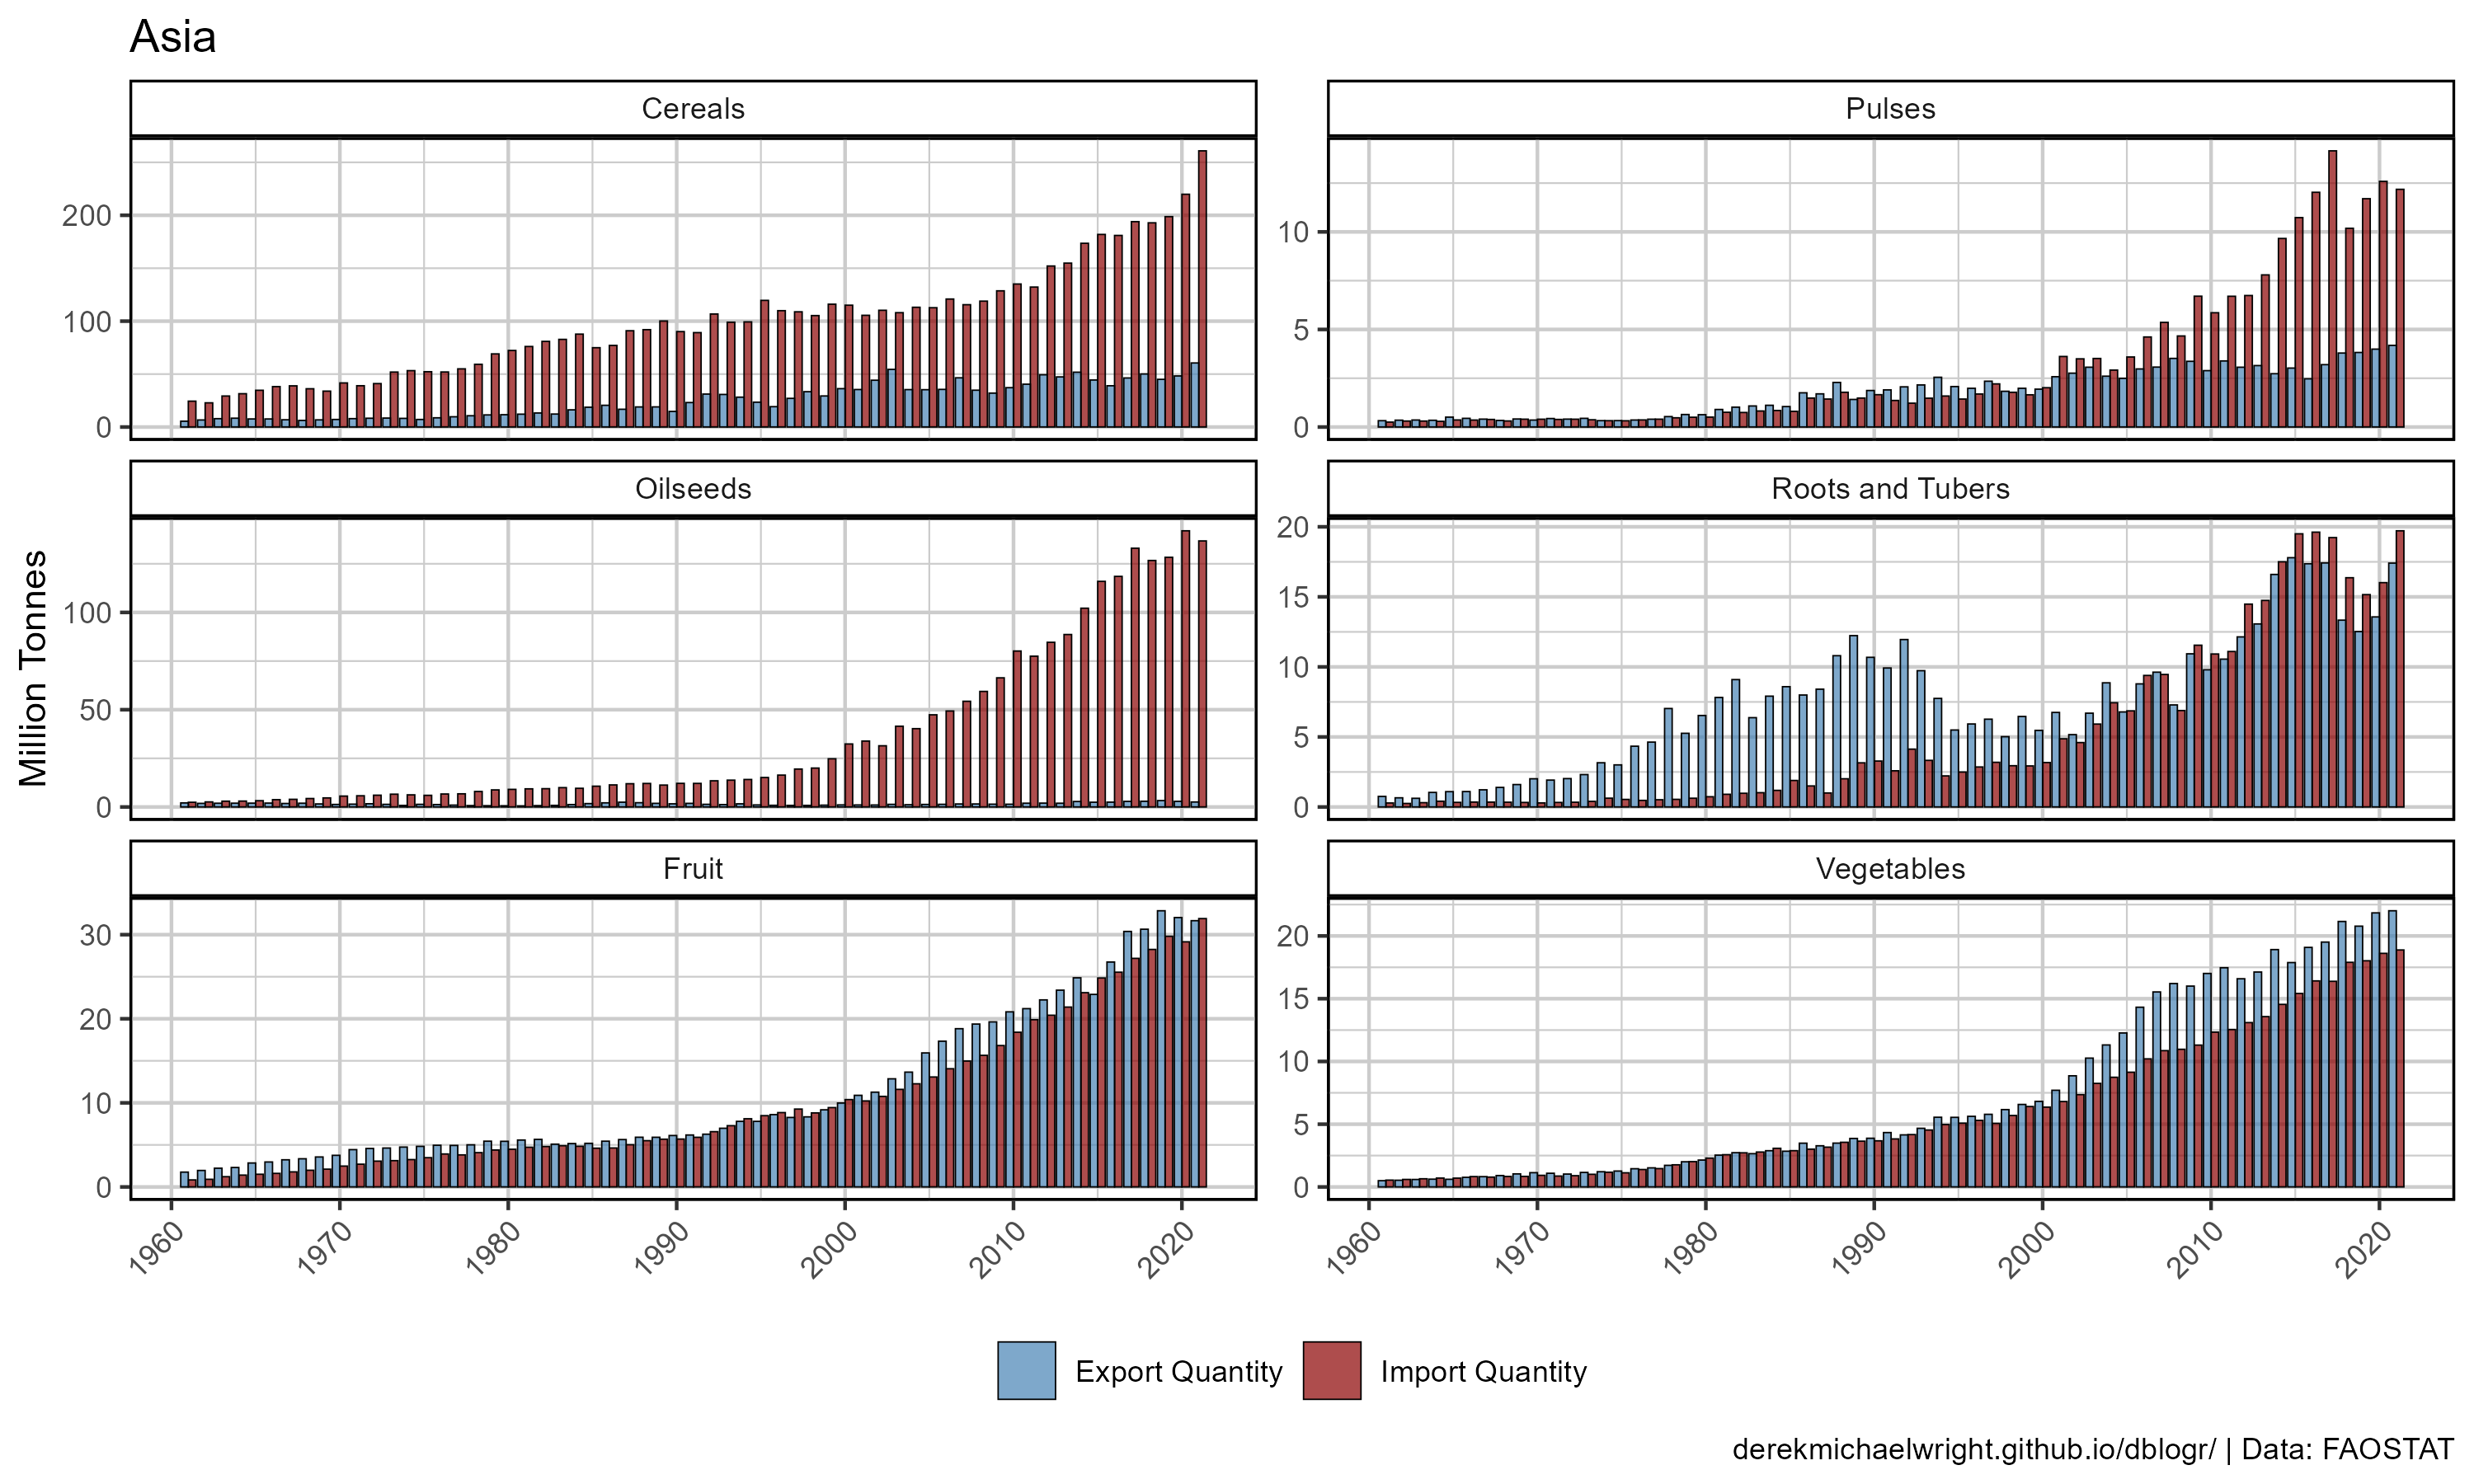 Asia
Cereals
Pulses
200
100
0
10
5
0
Oilseeds
Roots and Tubers
Million Tonnes
100
50
0
20
15
10
5
0
Fruit
Vegetables
30
20
10
0
20
15
10
5
0
1960 1970 1980 1990 2000 2010 2020
1960 1970 1980 1990 2000 2010 2020
Export Quantity Import Quantity
derekmichaelwright.github.io/dblogr/ | Data: FAOSTAT